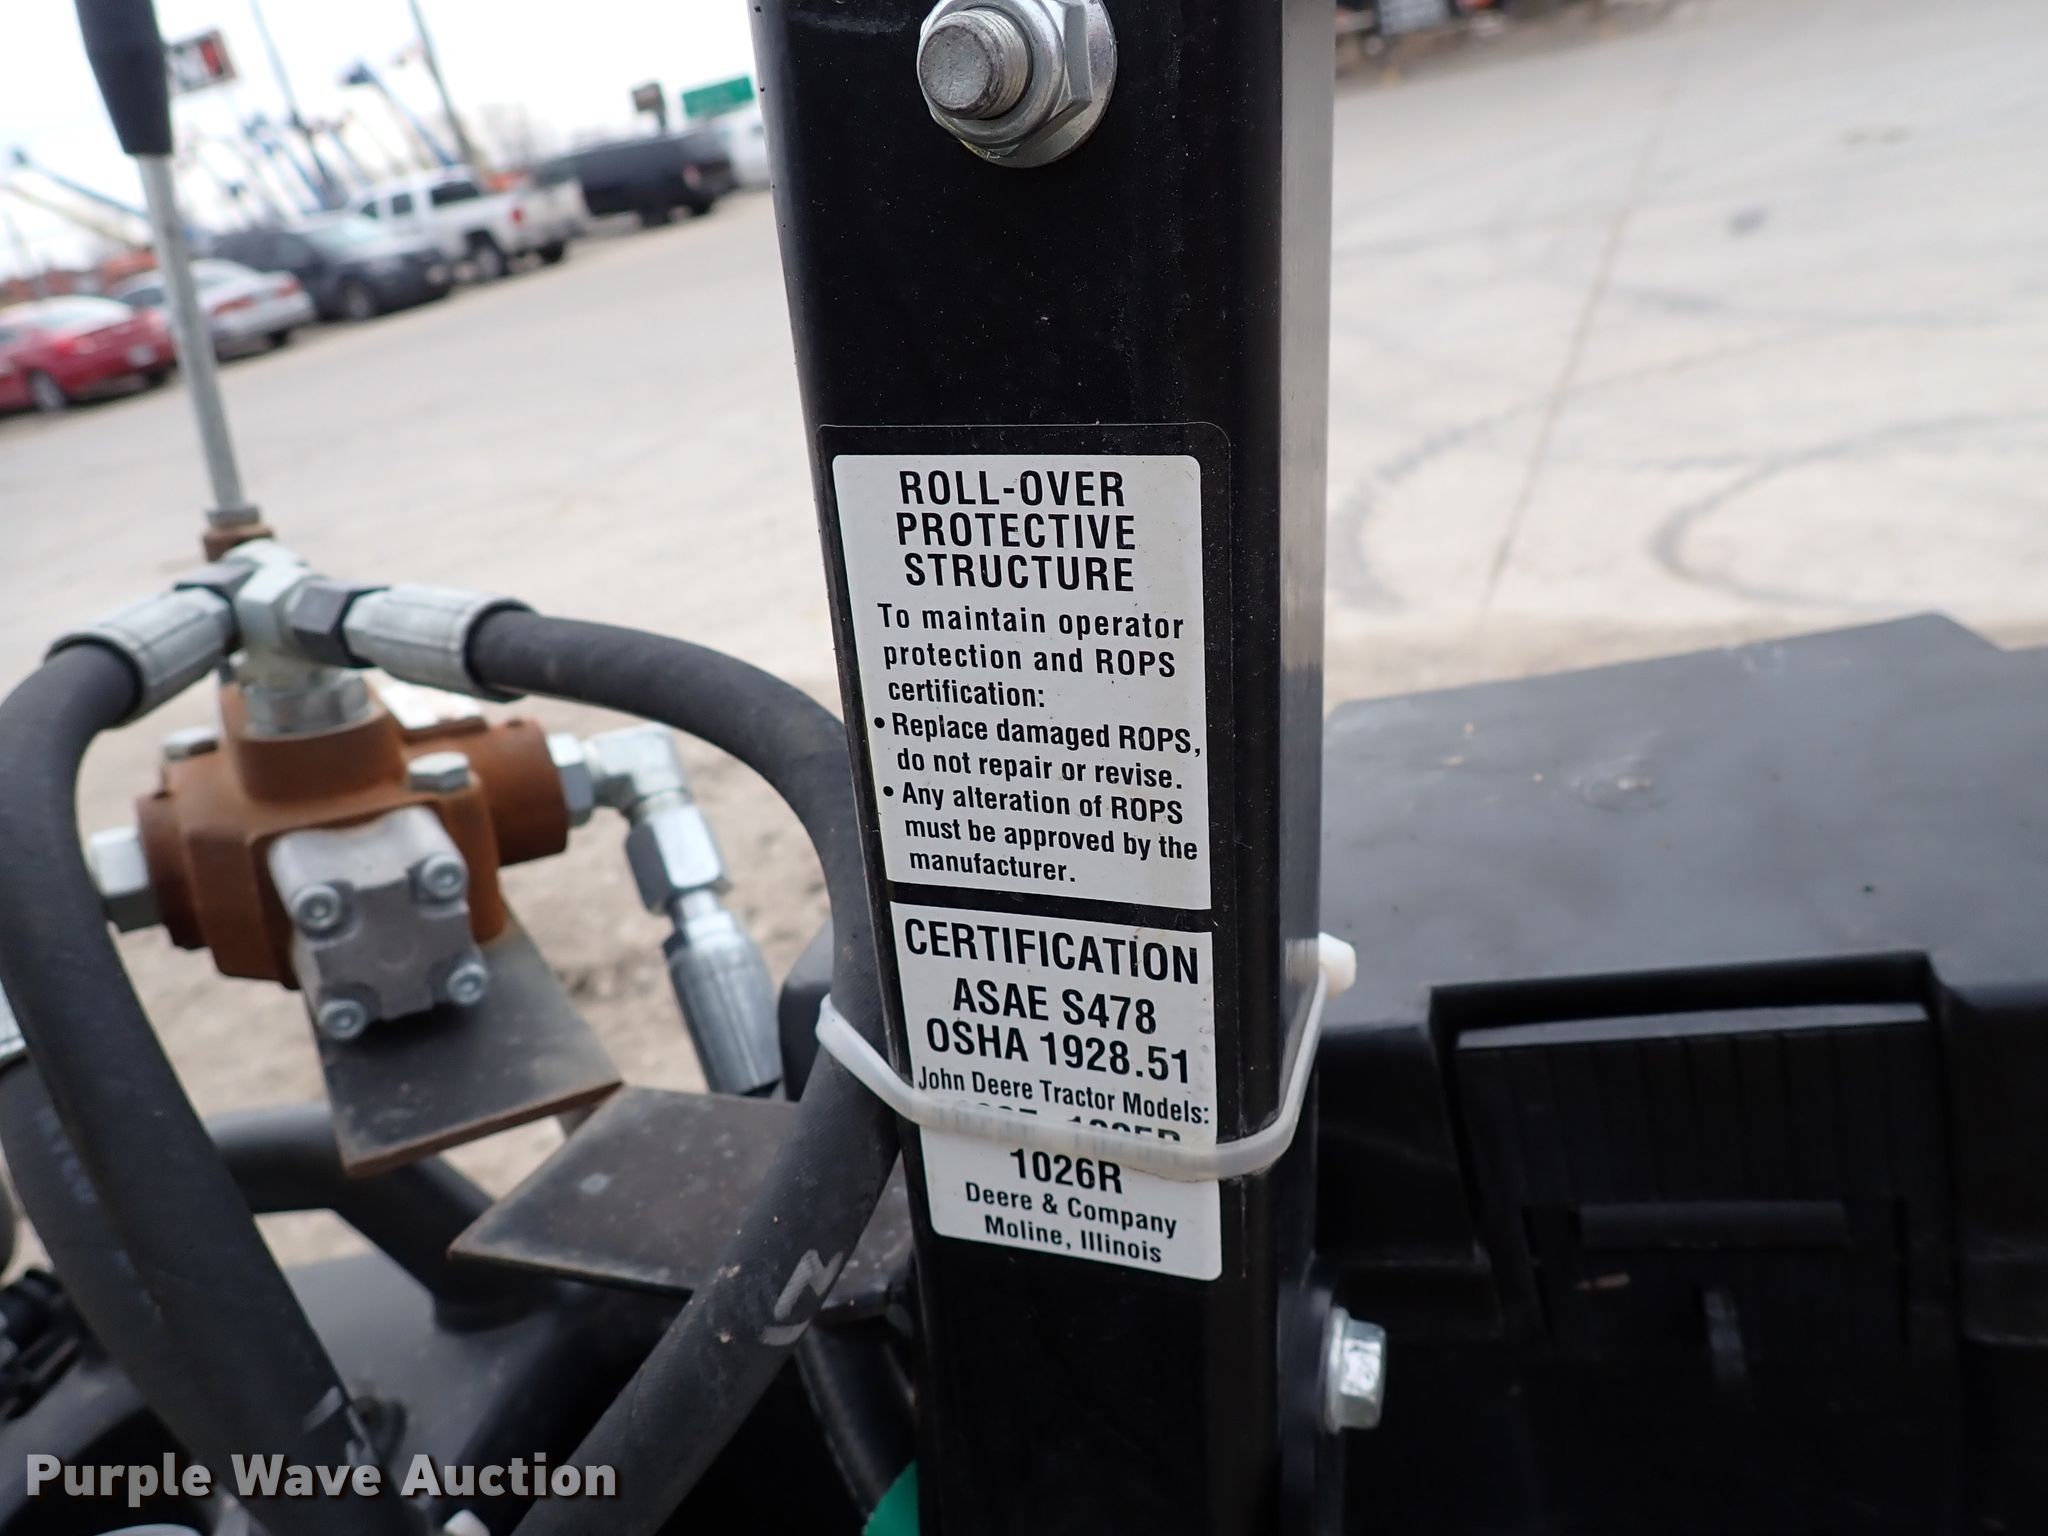 ROLL-OVER
PROTECTIVE
STRUCTURE
To maintain operator
protection and ROPS
certification:
• Replace damaged ROPS,
do not repair or revise.
• Any alteration of ROPS
must be approved by the
manufacturer.
CERTIFICATION
ASAE S478
OSHA 1928.51
John Deere Tractor Models:
1026R
Deere & Company
Moline, Illinois
Purple Wave Auction